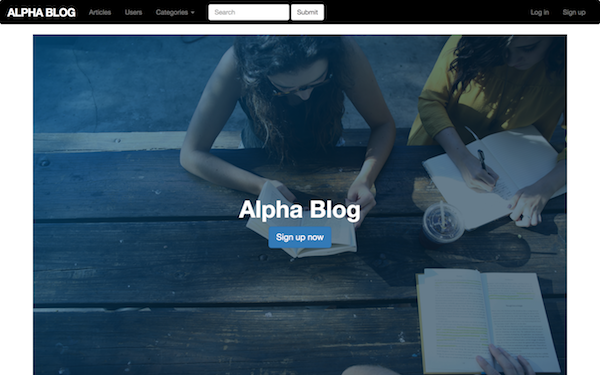 ALPHA BLOG Articles Users Categories Search Submit Log in Sign up
Alpha Blog
Sign up now